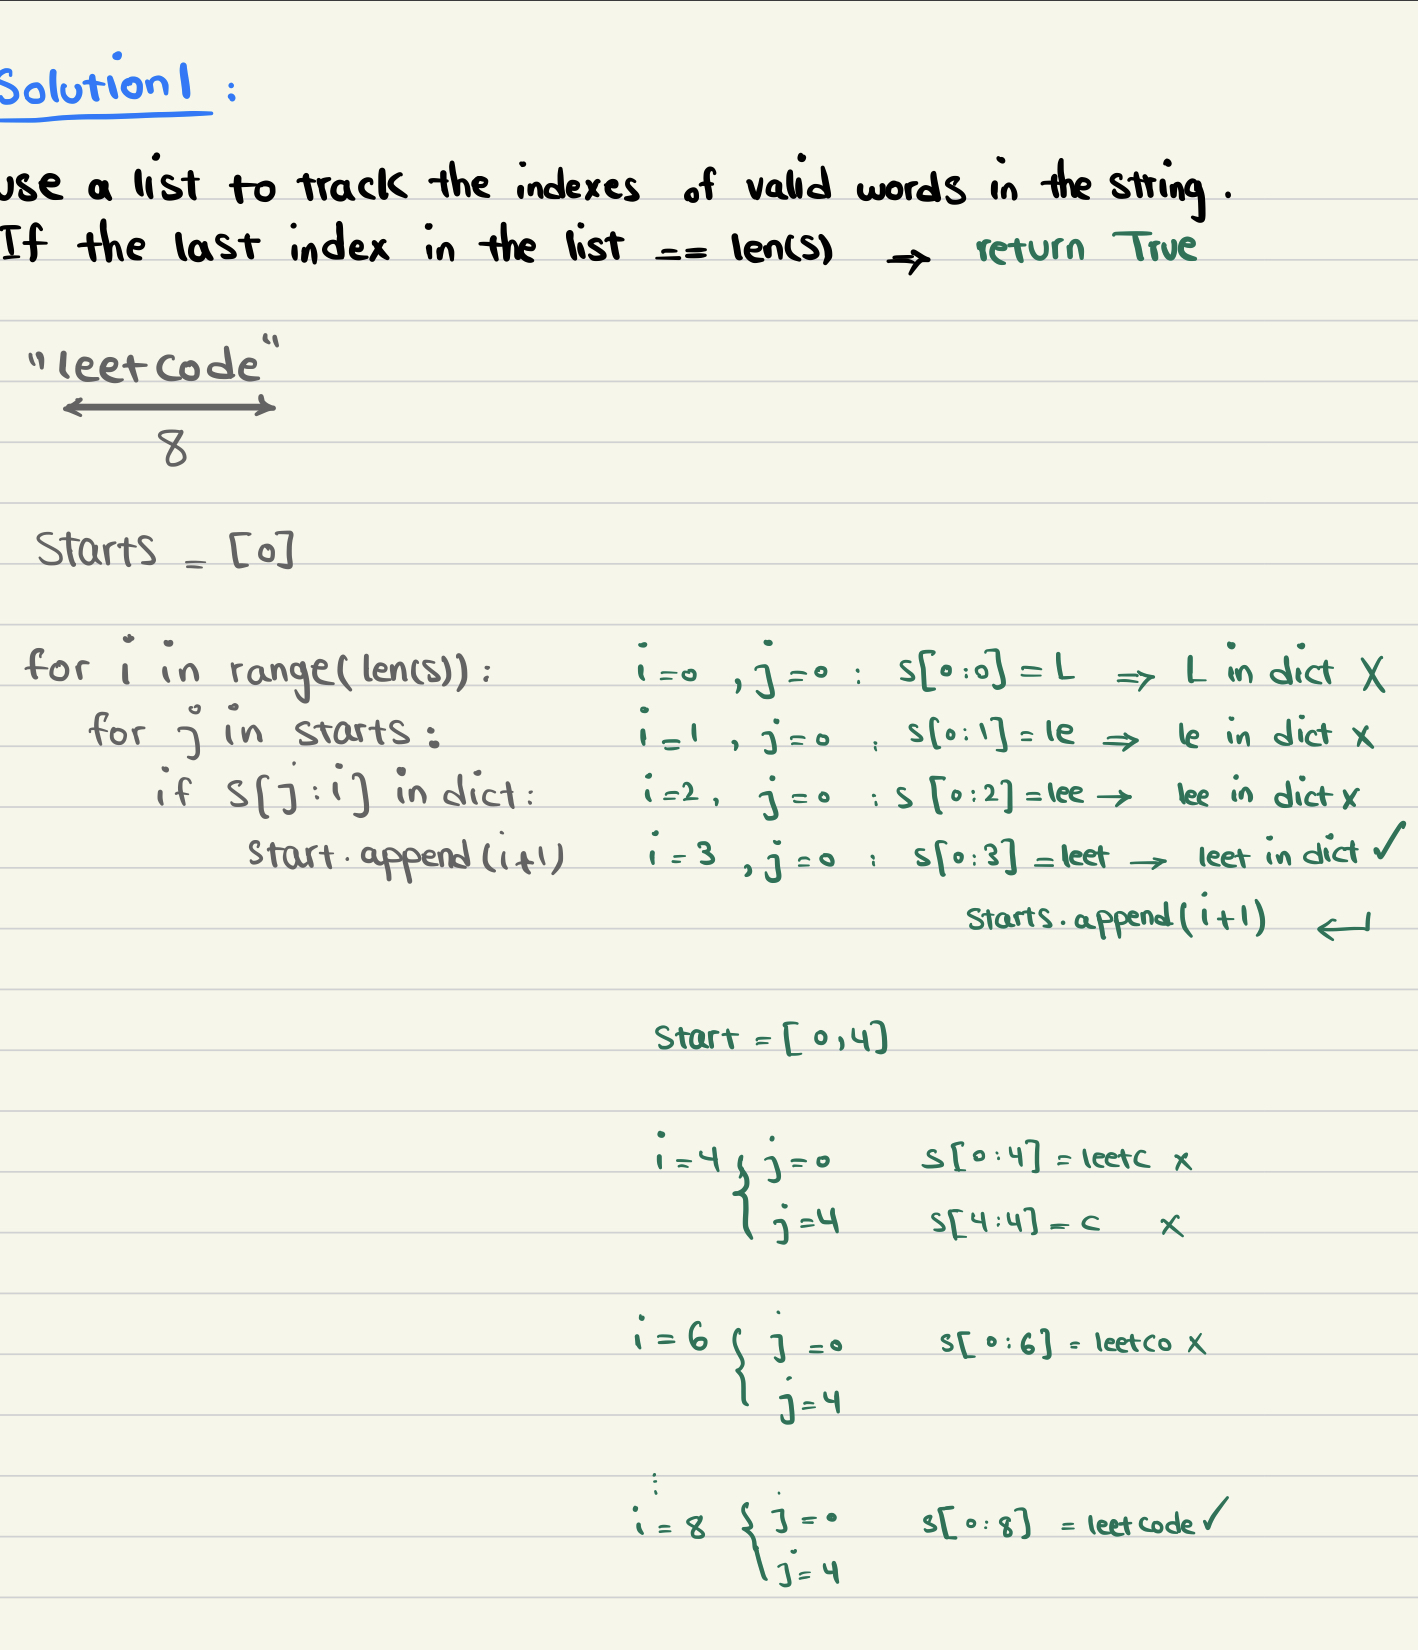 Solution1 :
use a list to track the indexes of valid words in the string.
If the last index in the list == len(s) → return True
"leetcode"
8
Starts = [0]
for i in range(len(s)):
for j in starts:
if s[j:i] in dict:
start.append(i+1)
i=0 , j=0 : s[0:0] = L ⇒ L in dict X
i=1 , j=0 : s[0:1] = le ⇒ le in dict x
i=2, j=0 : s[0:2] = lee → lee in dict x
i=3 , j=0 : s[0:3] = leet → leet in dict ✓
starts.append(i+1) ↵
Start = [0,4]
i=4 { j=0 s[0:4] = leetc x
j=4 s[4:4] = c x
i=6 { j=0 s[0:6] = leetco x
j=4
⋮
i=8 { j=0 s[0:8] = leetcode ✓
j=4